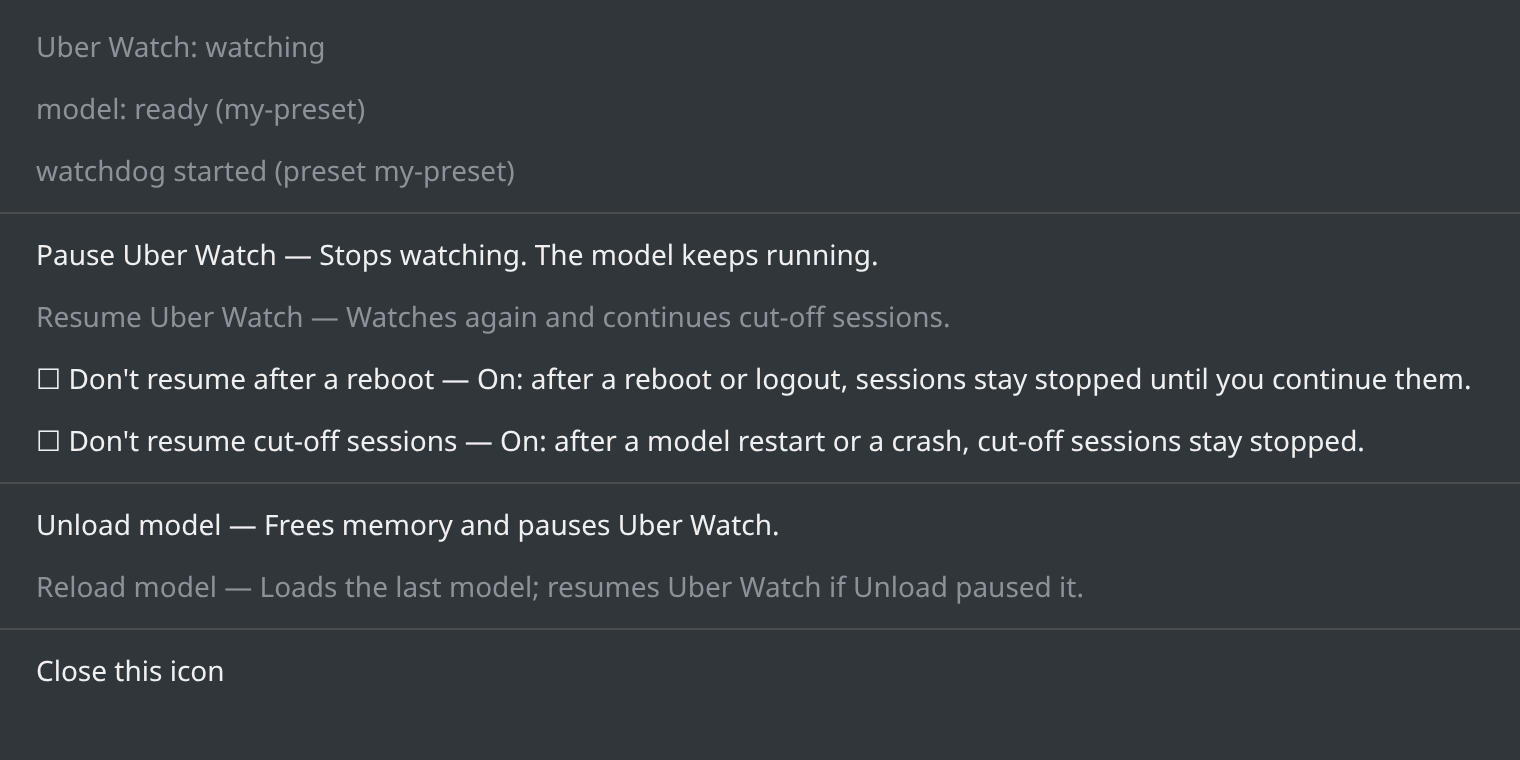 Uber Watch: watching
model: ready (my-preset)
watchdog started (preset my-preset)
Pause Uber Watch — Stops watching. The model keeps running.
Resume Uber Watch — Watches again and continues cut-off sessions.
☐ Don't resume after a reboot — On: after a reboot or logout, sessions stay stopped until you continue them.
☐ Don't resume cut-off sessions — On: after a model restart or a crash, cut-off sessions stay stopped.
Unload model — Frees memory and pauses Uber Watch.
Reload model — Loads the last model; resumes Uber Watch if Unload paused it.
Close this icon